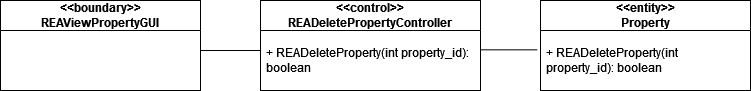 <<boundary>>
REAViewPropertyGUI
<<control>>
READeletePropertyController
+ READeleteProperty(int property_id):
boolean
<<entity>>
Property
+ READeleteProperty(int
property_id): boolean